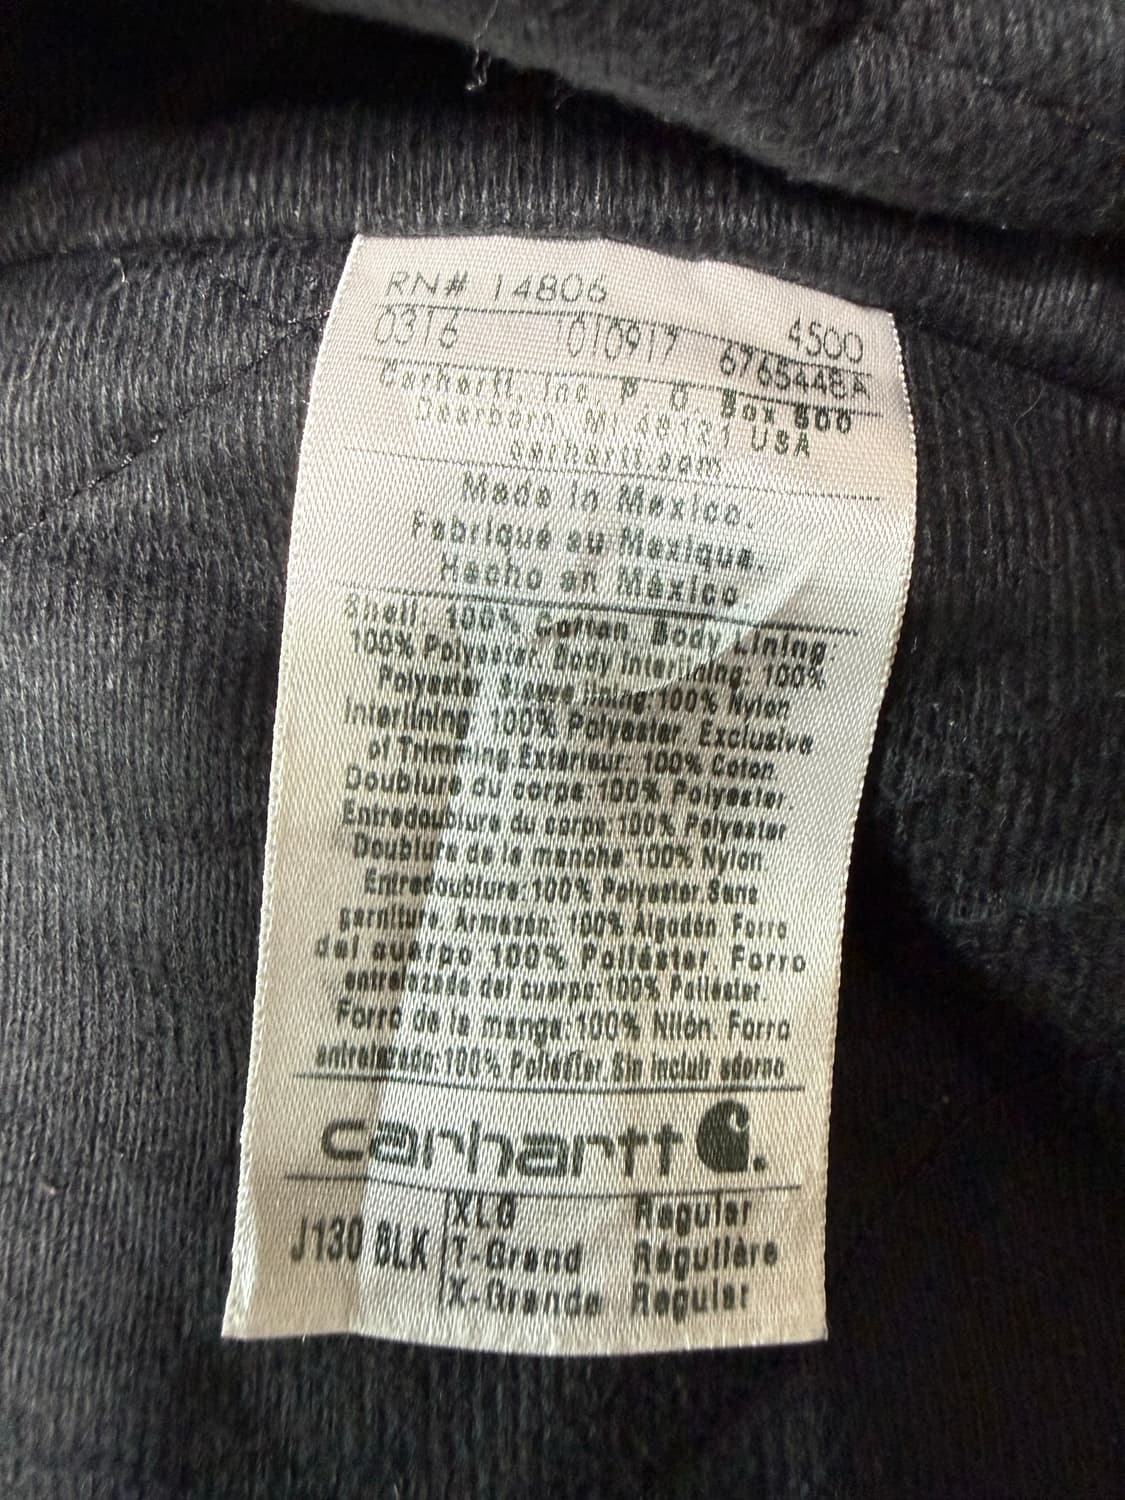 RN# 14806
4500
0316 010917 6765448A
Carhartt, Inc. P. O. Box 600
Dearborn, MI 48121 USA
carhartt.com
Made in Mexico.
Fabriqué au Mexique.
Hecho en México.
Shell: 100% Cotton. Body Lining:
100% Polyester. Body Interlining: 100%
Polyester Sleeve lining:100% Nylon
Interlining: 100% Polyester. Exclusive
of Trimming Extérieur: 100% Coton
Doublure du corps:100% Polyester.
Entredoublure du corps:100% Polyester
Doublure de la manche:100% Nylon
Entredoublure:100% Polyester.Sans
garniture. Armazón: 100% Algodón Forro
del cuerpo 100% Poliéster. Forro
entrelazado del cuerpo:100% Poliester.
Forro de la manga:100% Nilón. Forro
entrelazado:100% Poliester.Sin incluir adorno
carhartt
J130 BLK
XLG Regular
T-Grand Régulière
X-Grande Regular